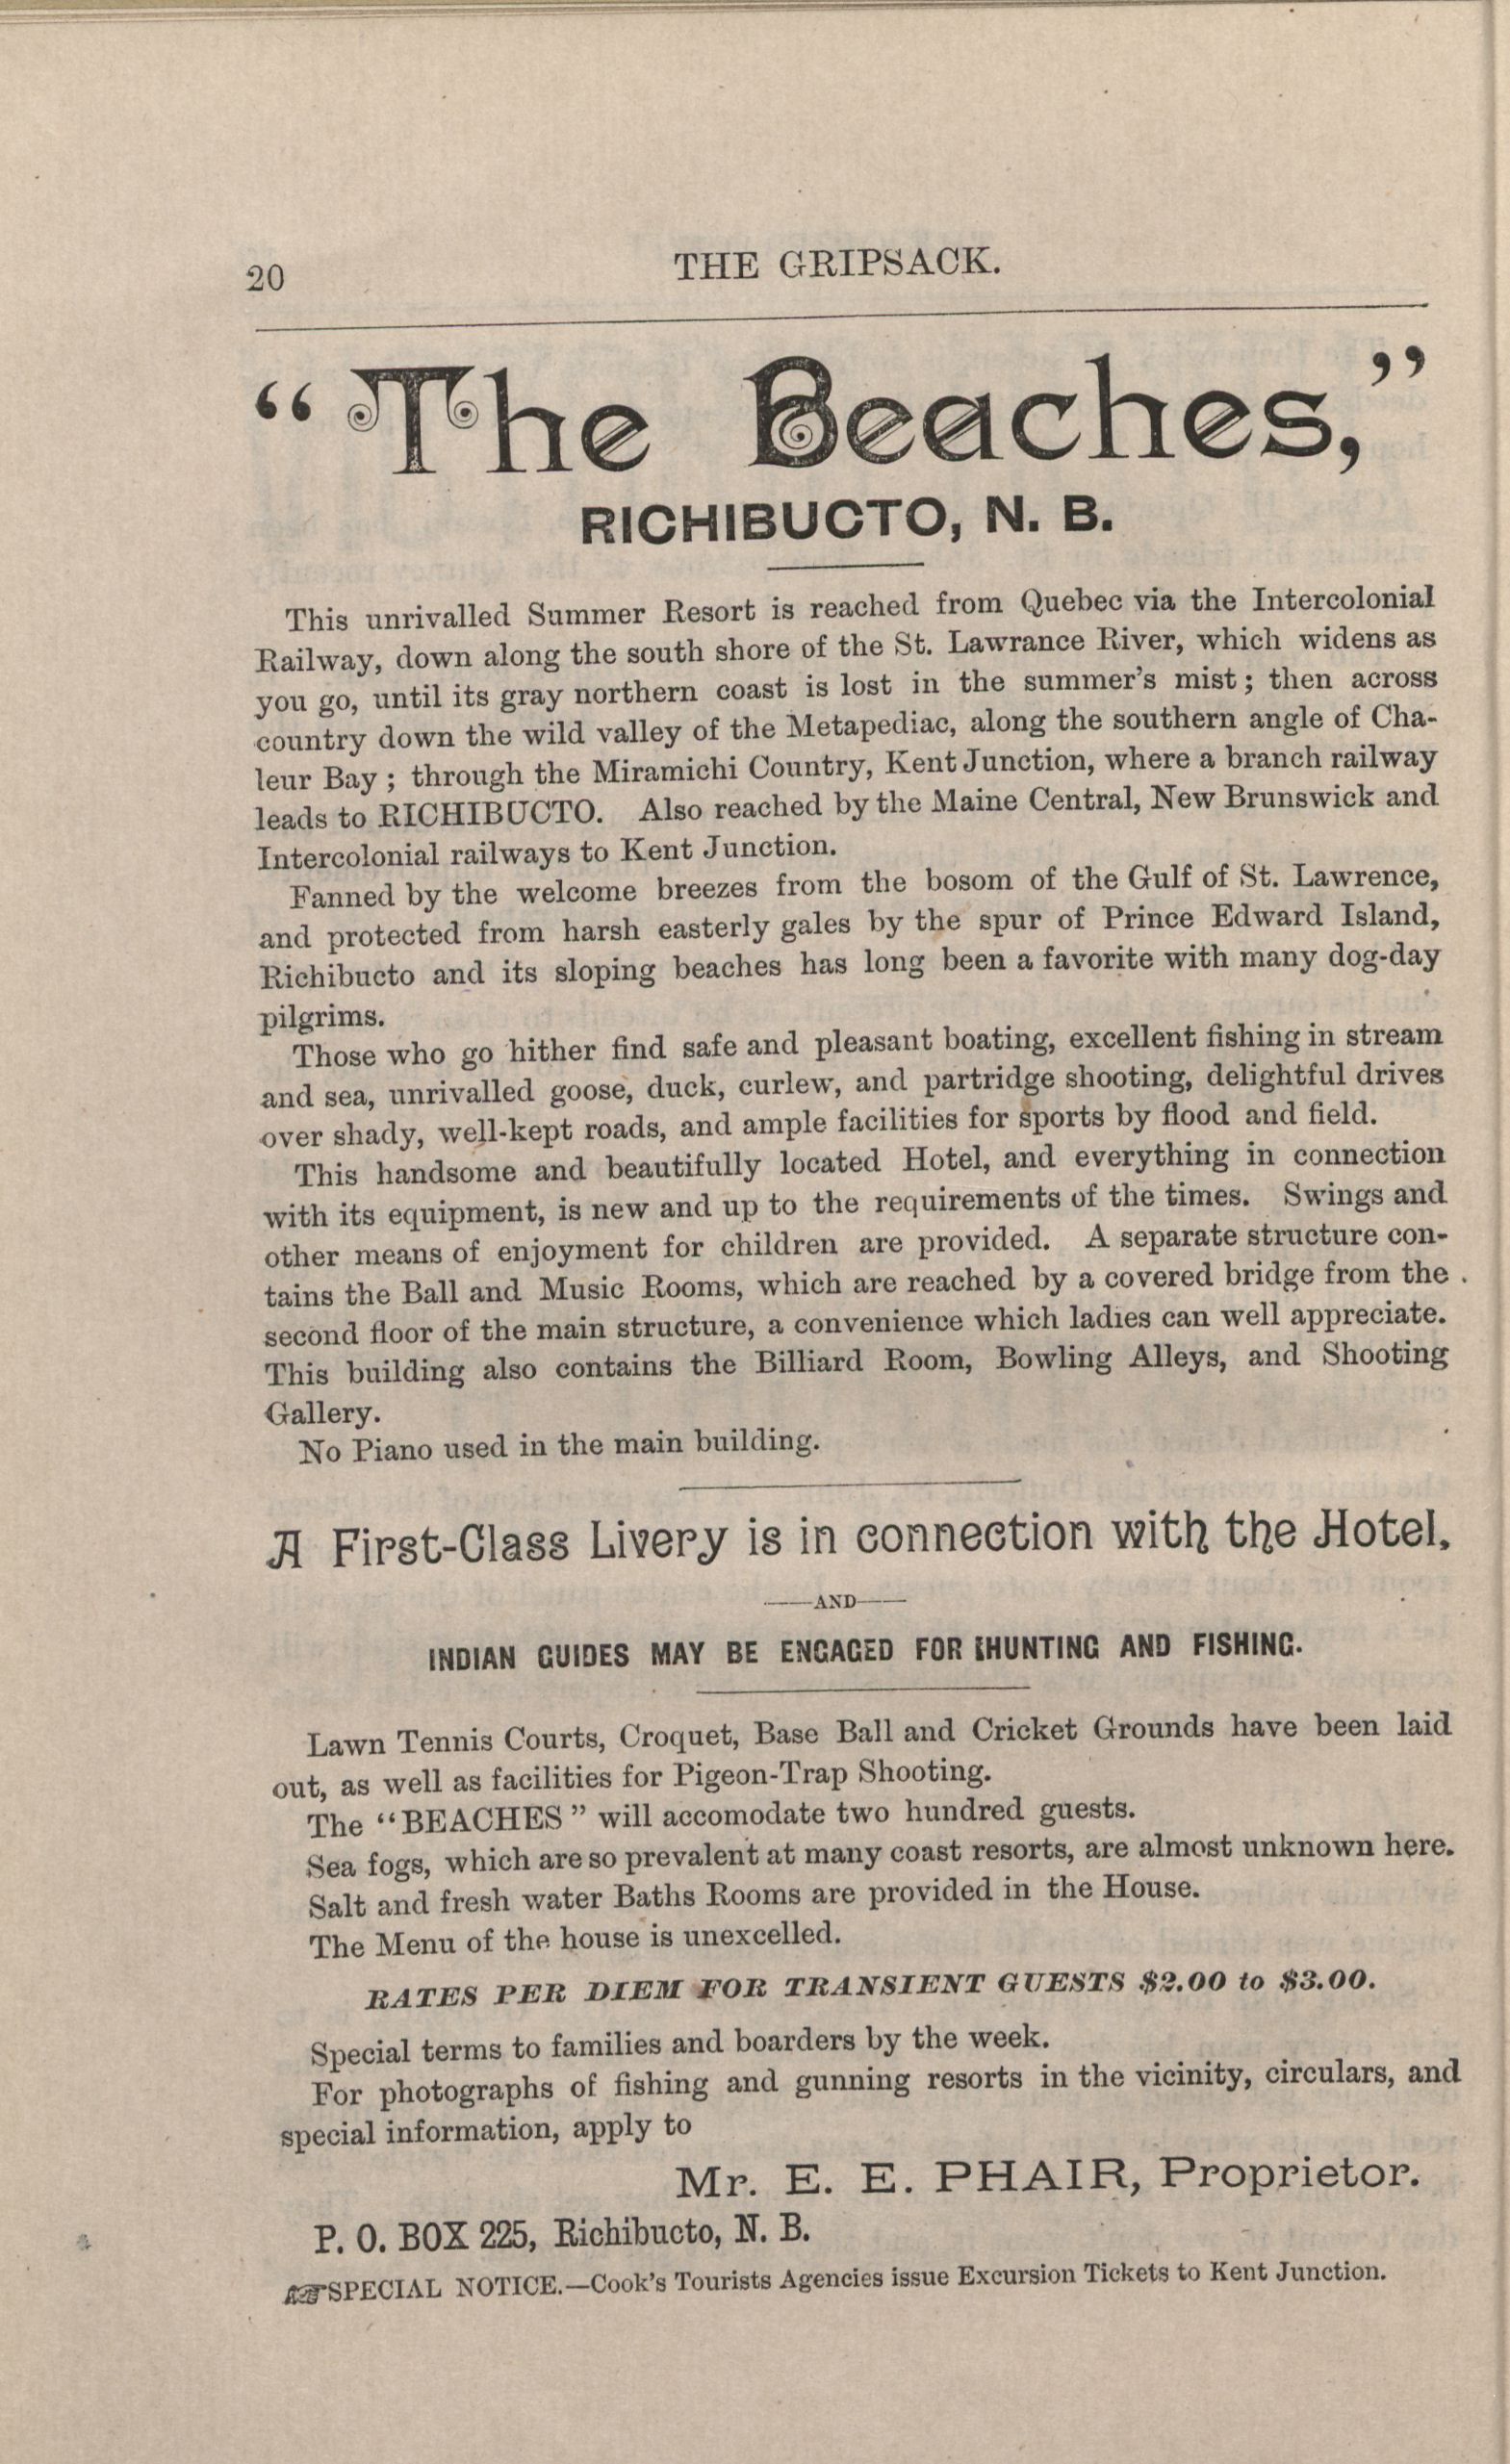 20
THE GRIPSACK.
“The Beaches,”
RICHIBUCTO, N. B.
This unrivalled Summer Resort is reached from Quebec via the Intercolonial
Railway, down along the south shore of the St. Lawrance River, which widens as
you go, until its gray northern coast is lost in the summer's mist; then across
country down the wild valley of the Metapediac, along the southern angle of Cha-
leur Bay; through the Miramichi Country, Kent Junction, where a branch railway
leads to RICHIBUCTO. Also reached by the Maine Central, New Brunswick and
Intercolonial railways to Kent Junction.
Fanned by the welcome breezes from the bosom of the Gulf of St. Lawrence,
and protected from harsh easterly gales by the spur of Prince Edward Island,
Richibucto and its sloping beaches has long been a favorite with many dog-day
pilgrims.
Those who go hither find safe and pleasant boating, excellent fishing in stream
and sea, unrivalled goose, duck, curlew, and partridge shooting, delightful drives
over shady, well-kept roads, and ample facilities for sports by flood and field.
This handsome and beautifully located Hotel, and everything in connection
with its equipment, is new and up to the requirements of the times. Swings and
other means of enjoyment for children are provided. A separate structure con-
tains the Ball and Music Rooms, which are reached by a covered bridge from the
second floor of the main structure, a convenience which ladies can well appreciate.
This building also contains the Billiard Room, Bowling Alleys, and Shooting
Gallery.
No Piano used in the main building.
A First-Class Livery is in connection with the Hotel,
——AND——
INDIAN GUIDES MAY BE ENGAGED FOR HUNTING AND FISHING.
Lawn Tennis Courts, Croquet, Base Ball and Cricket Grounds have been laid
out, as well as facilities for Pigeon-Trap Shooting.
The “BEACHES” will accomodate two hundred guests.
Sea fogs, which are so prevalent at many coast resorts, are almost unknown here.
Salt and fresh water Baths Rooms are provided in the House.
The Menu of the house is unexcelled.
RATES PER DIEM FOR TRANSIENT GUESTS $2.00 to $3.00.
Special terms to families and boarders by the week.
For photographs of fishing and gunning resorts in the vicinity, circulars, and
special information, apply to
Mr. E. E. PHAIR, Proprietor.
P. O. BOX 225, Richibucto, N. B.
☞SPECIAL NOTICE.—Cook's Tourists Agencies issue Excursion Tickets to Kent Junction.